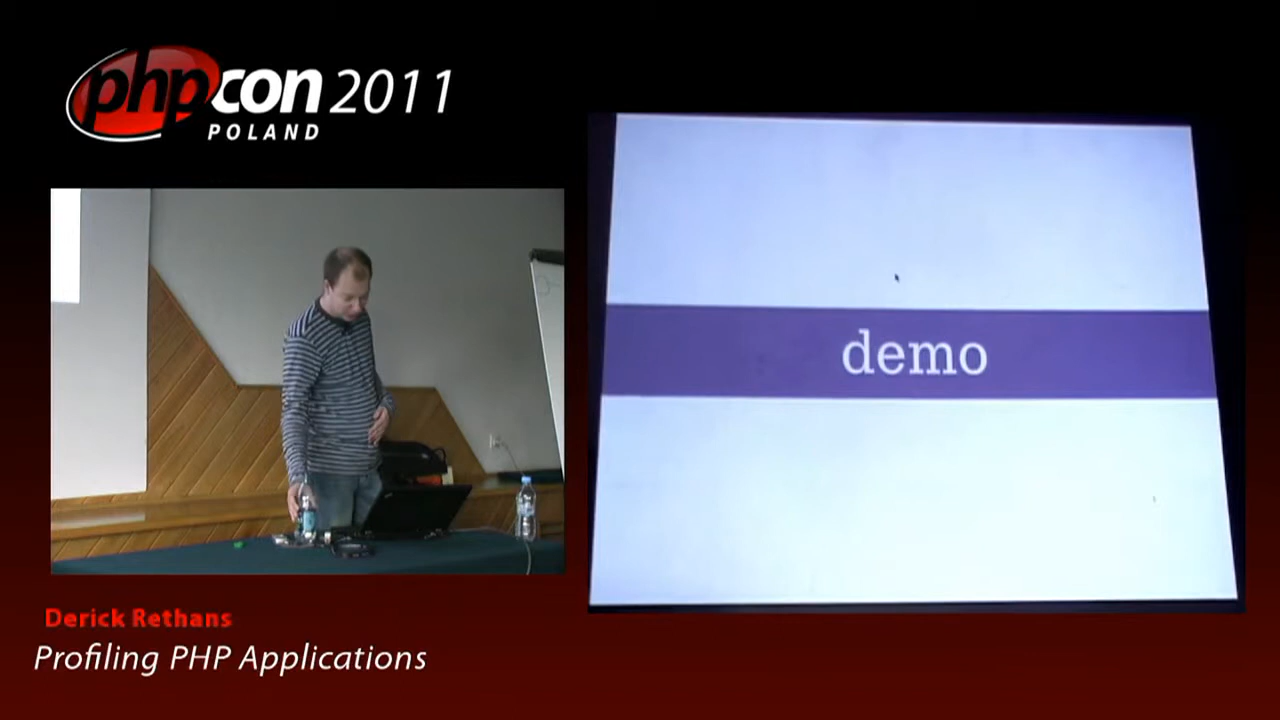 phpcon 2011
POLAND
demo
Derick Rethans
Profiling PHP Applications